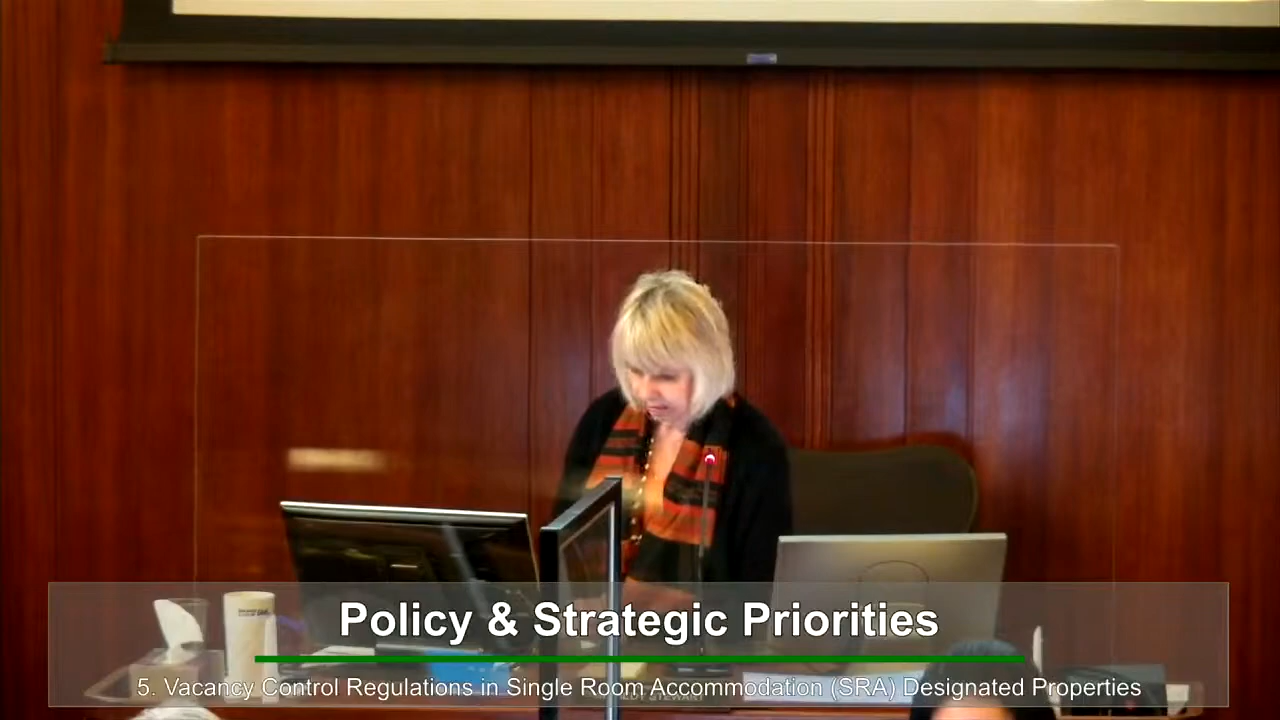 Policy & Strategic Priorities
5. Vacancy Control Regulations in Single Room Accommodation (SRA) Designated Properties